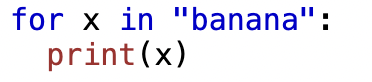 for x in "banana":
  print(x)